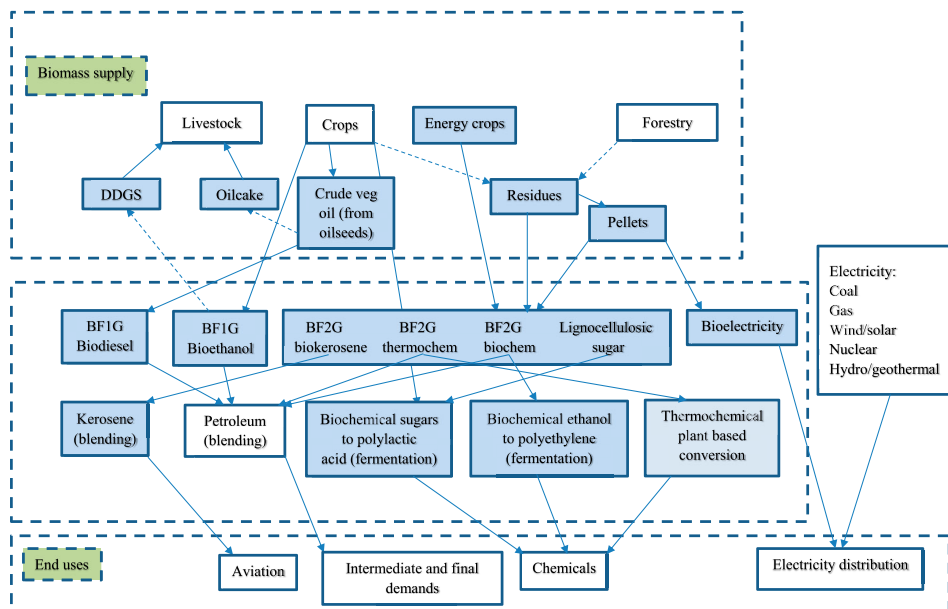 Biomass supply
Livestock
Crops
Energy crops
Forestry
DDGS
Oilcake
Crude veg
oil (from
oilseeds)
Residues
Pellets
Electricity:
Coal
Gas
Wind/solar
Nuclear
Hydro/geothermal
BF1G
Biodiesel
BF1G
Bioethanol
BF2G
biokerosene
BF2G
thermochem
BF2G
biochem
Lignocellulosic
sugar
Bioelectricity
Kerosene
(blending)
Petroleum
(blending)
Biochemical sugars
to polylactic
acid (fermentation)
Biochemical ethanol
to polyethylene
(fermentation)
Thermochemical
plant based
conversion
End uses
Aviation
Intermediate and final
demands
Chemicals
Electricity distribution